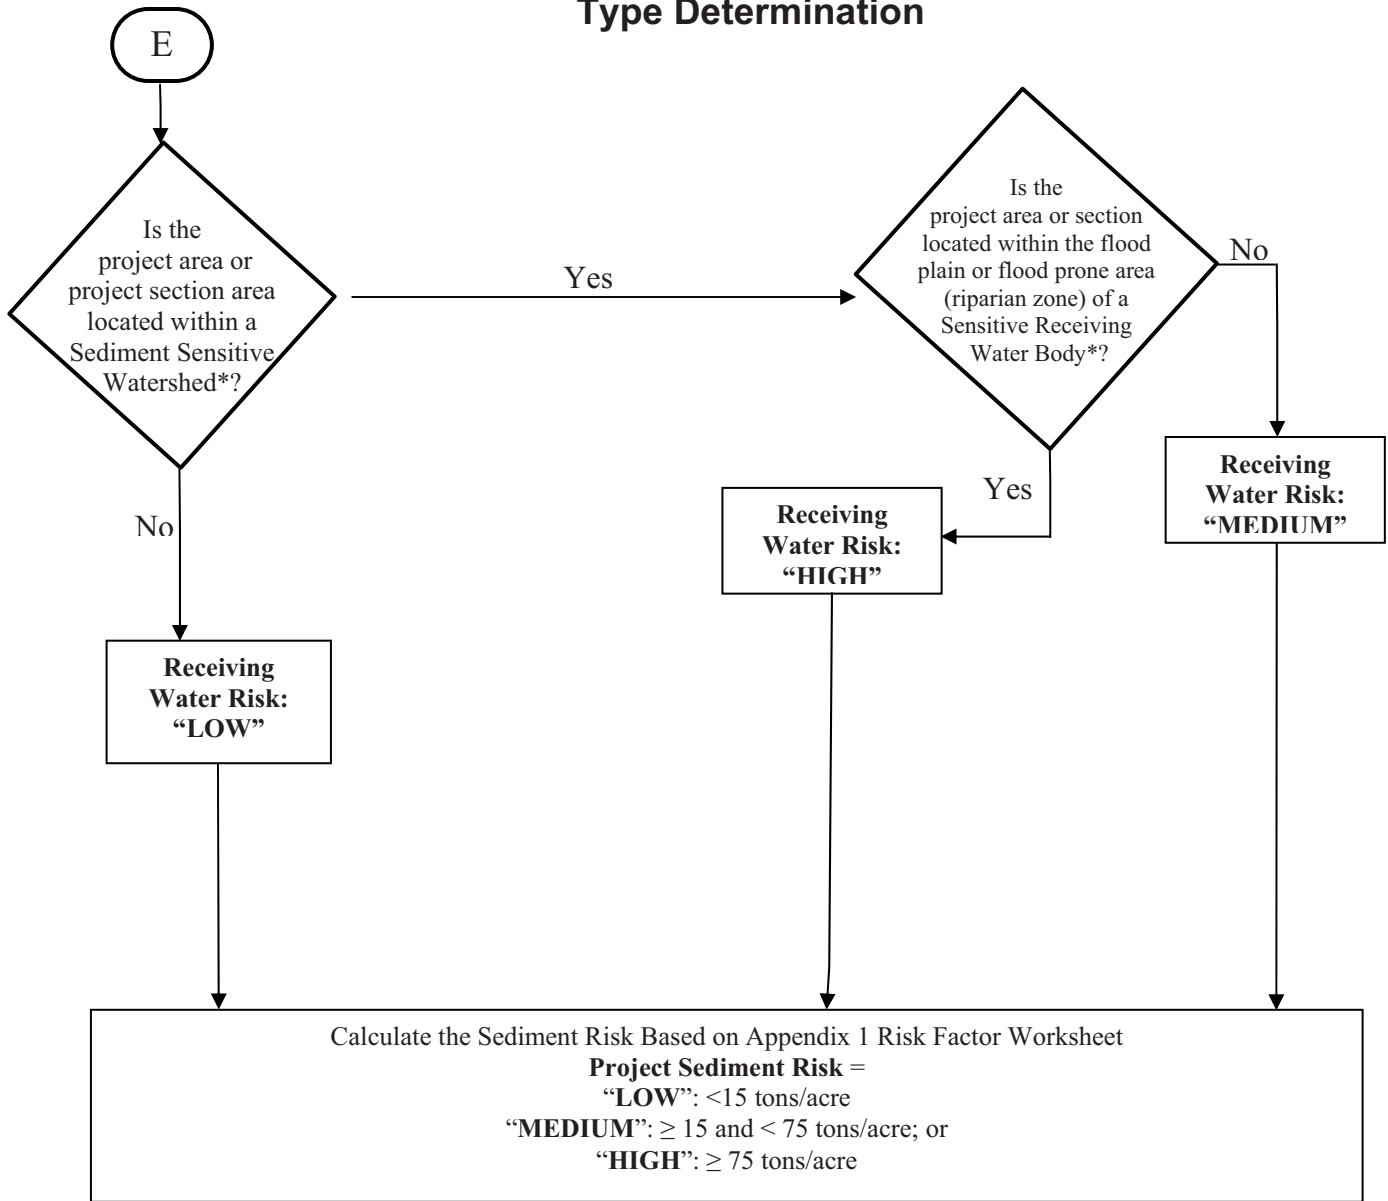 Type Determination
E
Is the
project area or
project section area
located within a
Sediment Sensitive
Watershed*?
Yes
Is the
project area or section
located within the flood
plain or flood prone area
(riparian zone) of a
Sensitive Receiving
Water Body*?
No
Yes
No
Receiving
Water Risk:
“MEDIUM”
Receiving
Water Risk:
“HIGH”
Receiving
Water Risk:
“LOW”
Calculate the Sediment Risk Based on Appendix 1 Risk Factor Worksheet
Project Sediment Risk =
“LOW”: <15 tons/acre
“MEDIUM”: ≥ 15 and < 75 tons/acre; or
“HIGH”: ≥ 75 tons/acre